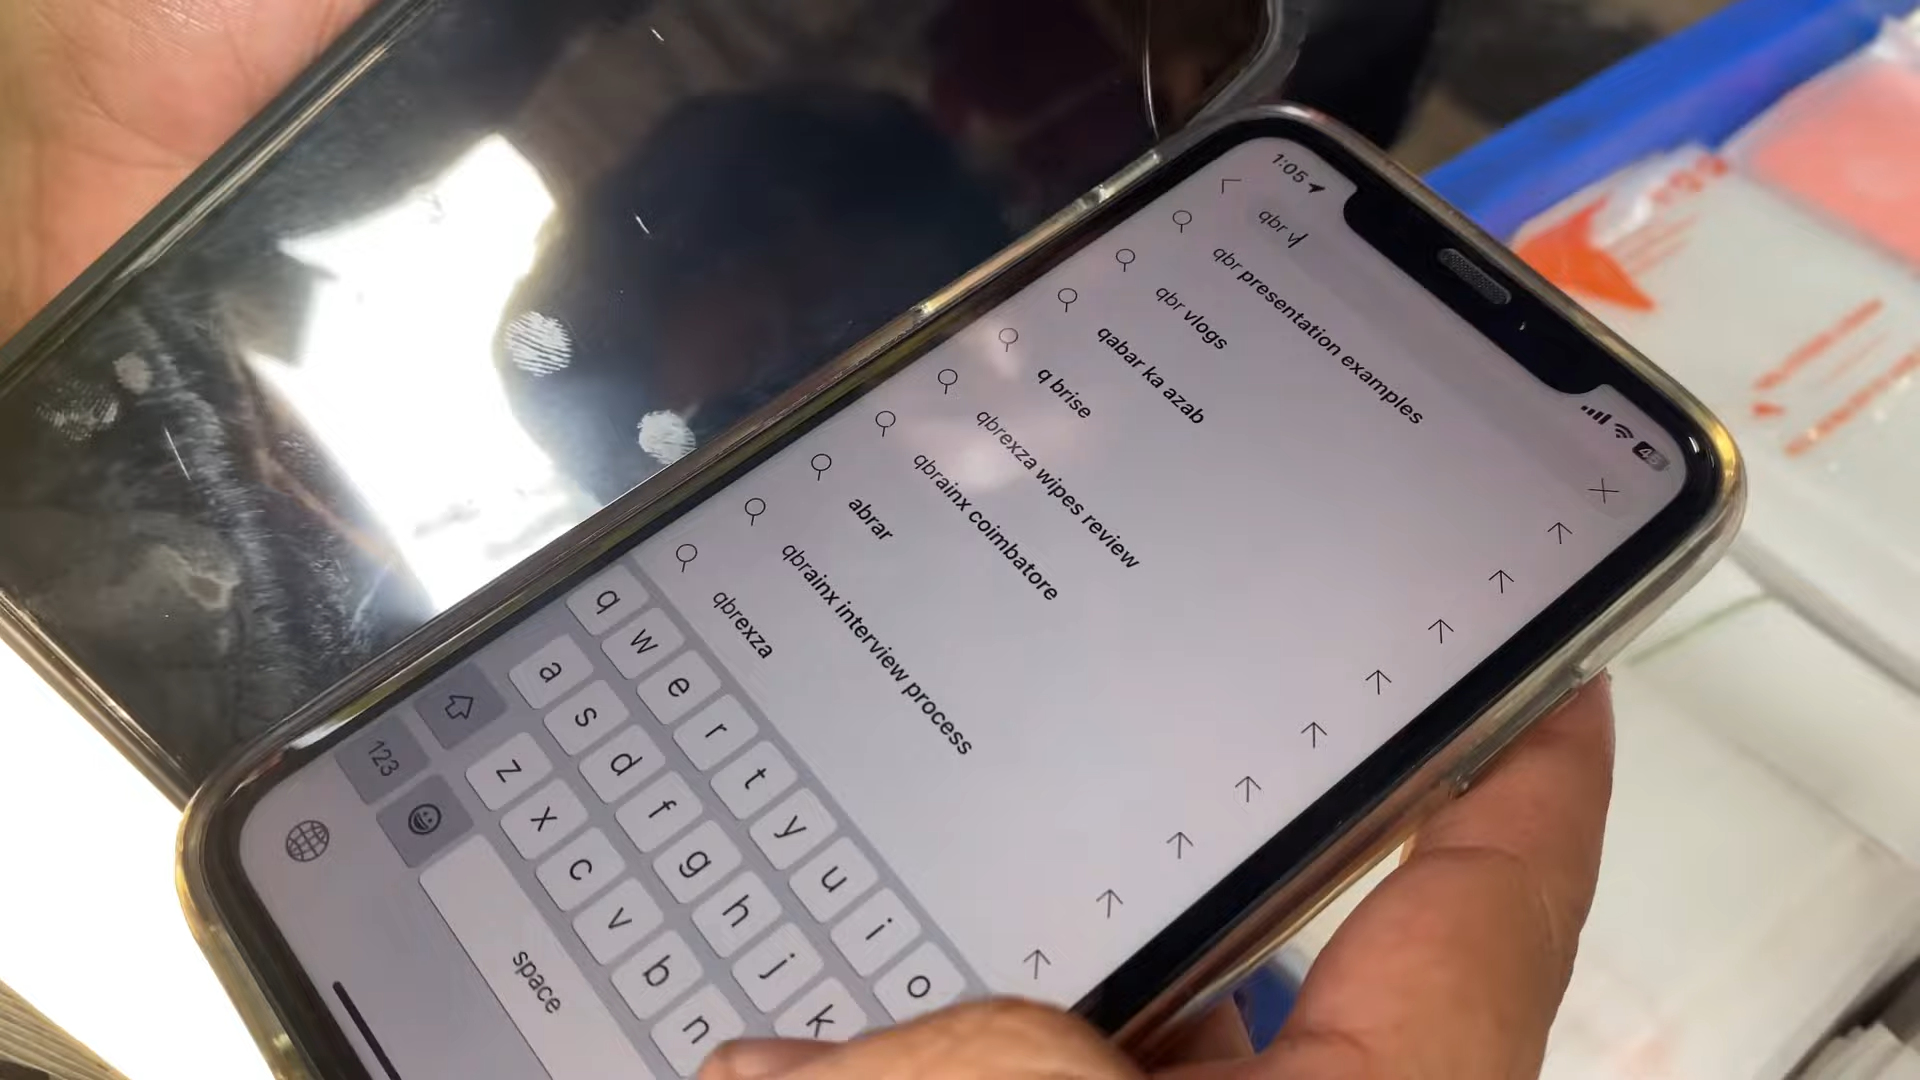 1:05
45
qbr v
qbr presentation examples
qbr vlogs
qabar ka azab
q brise
qbrexza wipes review
qbrainx coimbatore
abrar
qbrainx interview process
qbrexza
q w e r t y u i o
a s d f g h j k
z x c v b n
123
space